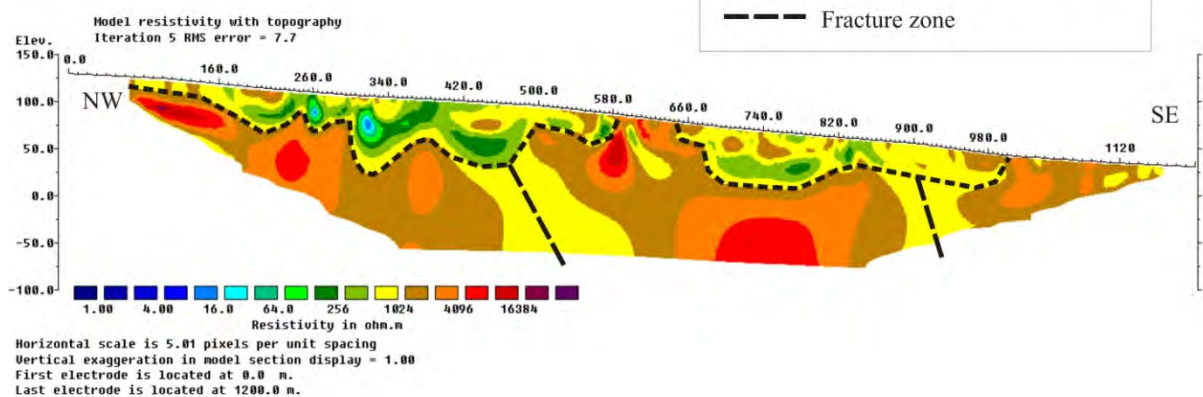 Model resistivity with topography
Iteration 5 RMS error = 7.7
Fracture zone
Elev.
150.0
100.0
50.0
0.0
-50.0
-100.0
0.0
160.0
260.0
340.0
420.0
500.0
580.0
660.0
740.0
820.0
900.0
980.0
1120
NW
SE
1.00 4.00 16.0 64.0 256 1024 4096 16384
Resistivity in ohm.m
Horizontal scale is 5.01 pixels per unit spacing
Vertical exaggeration in model section display = 1.00
First electrode is located at 0.0 m.
Last electrode is located at 1200.0 m.